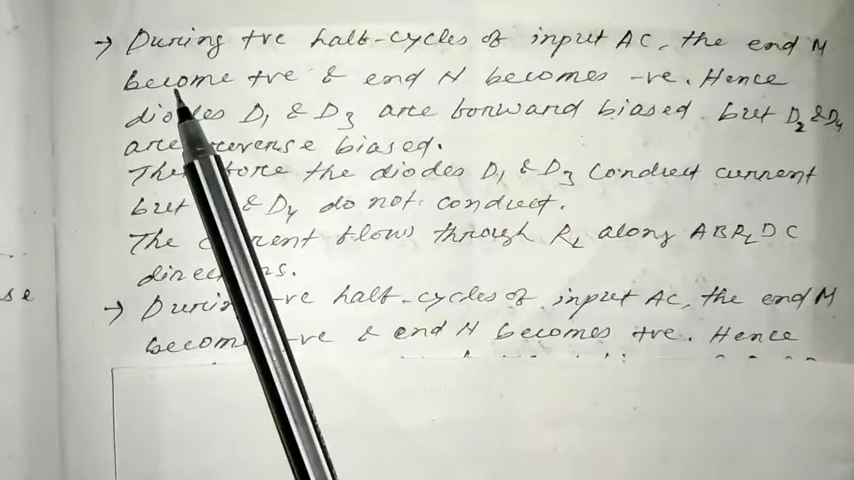 → During +ve half-cycles of input AC, the end M
become +ve & end N becomes -ve. Hence
diodes D1 & D3 are forward biased but D2 & D4
are reverse biased.
Therefore the diodes D1 & D3 conduct current
but & D4 do not conduct.
The current flows through RL along ABRLDC
directions.
se
→ During -ve half-cycles of input AC, the end M
become -ve & end N becomes +ve. Hence